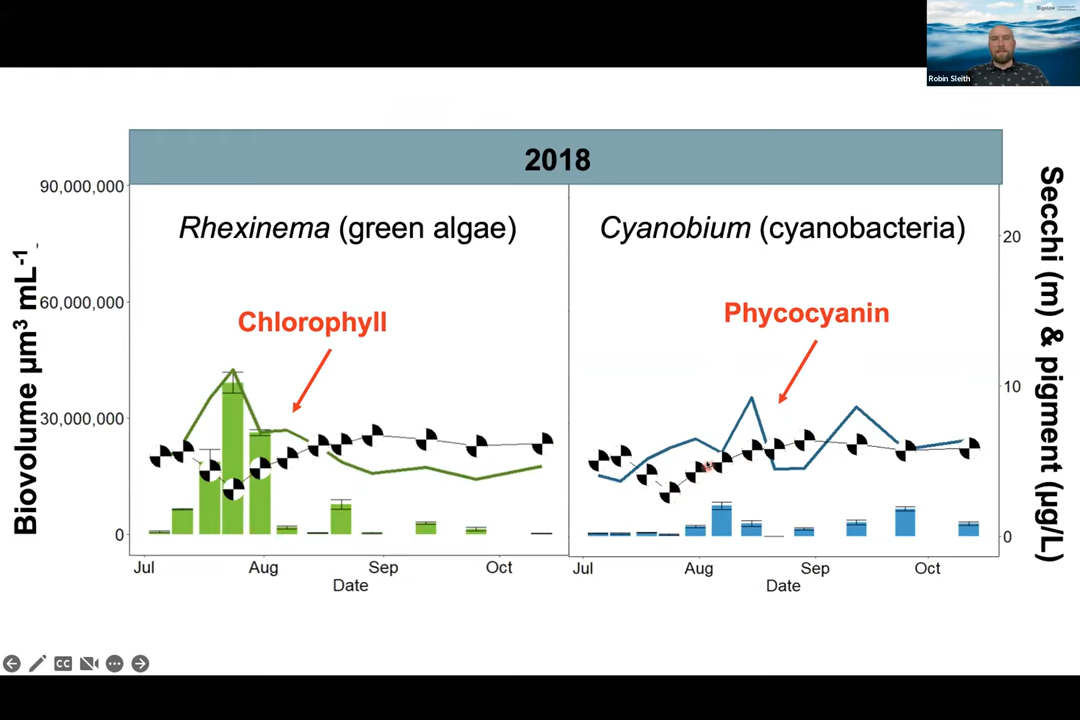 Bigelow
Robin Sleith
2018
Rhexinema (green algae)
Cyanobium (cyanobacteria)
Chlorophyll
Phycocyanin
Biovolume µm³ mL⁻¹
90,000,000
60,000,000
30,000,000
0
Jul
Aug
Sep
Oct
Date
Jul
Aug
Sep
Oct
Date
20
10
0
Secchi (m) & pigment (µg/L)
CC